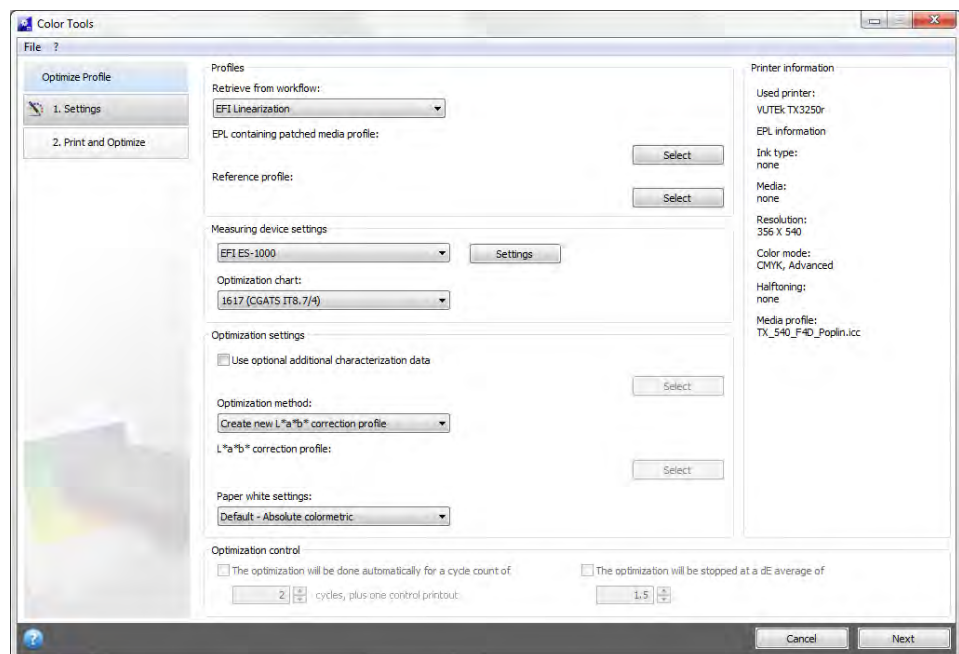 Color Tools
File ?
Optimize Profile
1. Settings
2. Print and Optimize
Profiles
Retrieve from workflow:
EFI Linearization
EPL containing patched media profile:
Select
Reference profile:
Select
Measuring device settings
EFI ES-1000
Settings
Optimization chart:
1617 (CGATS IT8.7/4)
Optimization settings
Use optional additional characterization data
Select
Optimization method:
Create new L*a*b* correction profile
L*a*b* correction profile:
Select
Paper white settings:
Default - Absolute colormetric
Optimization control
The optimization will be done automatically for a cycle count of
2 cycles, plus one control printout
The optimization will be stopped at a dE average of
1.5
Printer information
Used printer:
VUTEk TX3250r
EPL information
Ink type:
none
Media:
none
Resolution:
356 X 540
Color mode:
CMYK, Advanced
Halftoning:
none
Media profile:
TX_540_F4D_Poplin.icc
?
Cancel
Next